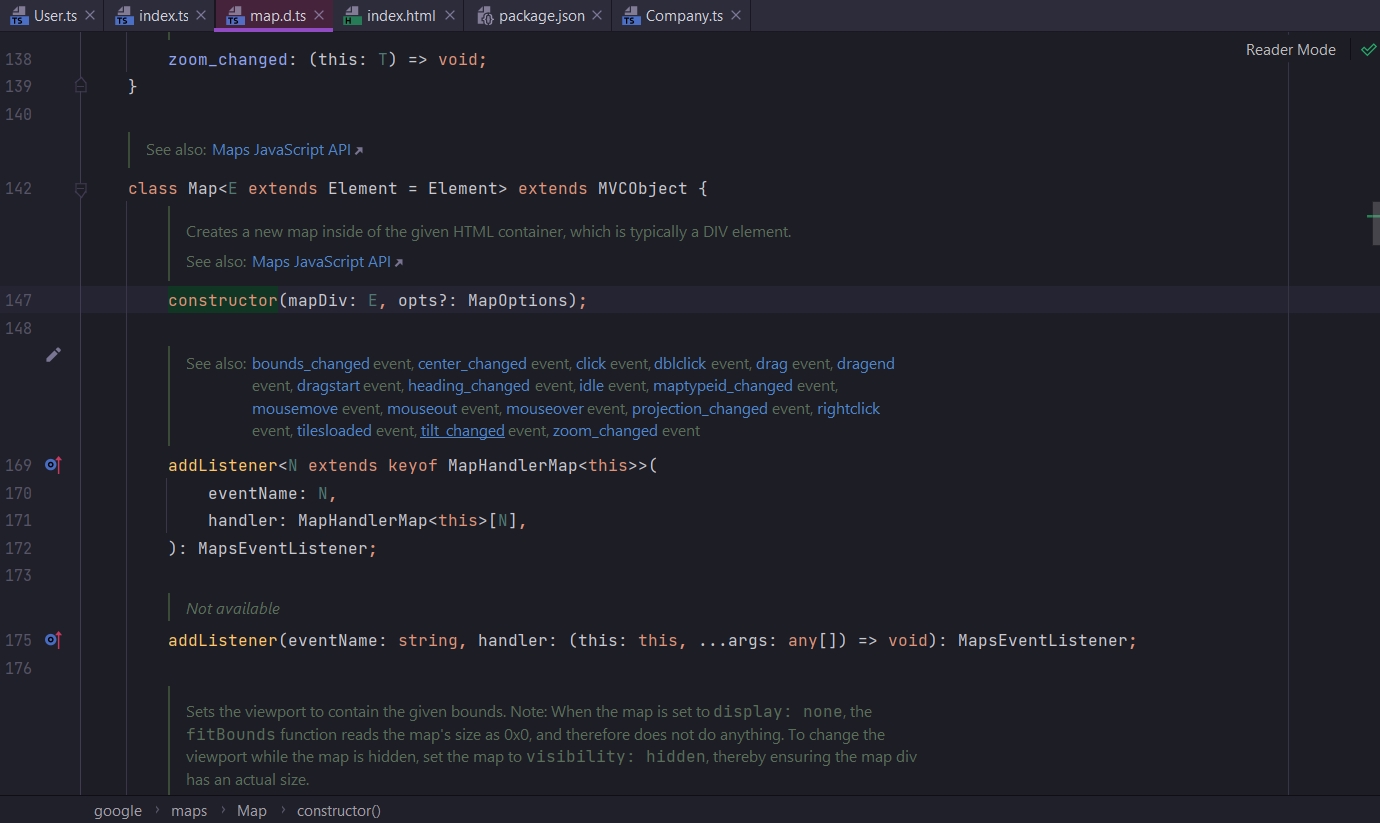 User.ts index.ts map.d.ts index.html package.json Company.ts
Reader Mode
138 zoom_changed: (this: T) => void;
139 }
140
See also: Maps JavaScript API
142 class Map<E extends Element = Element> extends MVCObject {
Creates a new map inside of the given HTML container, which is typically a DIV element.
See also: Maps JavaScript API
147 constructor(mapDiv: E, opts?: MapOptions);
148
See also: bounds_changed event, center_changed event, click event, dblclick event, drag event, dragend
event, dragstart event, heading_changed event, idle event, maptypeid_changed event,
mousemove event, mouseout event, mouseover event, projection_changed event, rightclick
event, tilesloaded event, tilt_changed event, zoom_changed event
169 addListener<N extends keyof MapHandlerMap<this>>(
170 eventName: N,
171 handler: MapHandlerMap<this>[N],
172 ): MapsEventListener;
173
Not available
175 addListener(eventName: string, handler: (this: this, ...args: any[]) => void): MapsEventListener;
176
Sets the viewport to contain the given bounds. Note: When the map is set to display: none, the
fitBounds function reads the map's size as 0x0, and therefore does not do anything. To change the
viewport while the map is hidden, set the map to visibility: hidden, thereby ensuring the map div
has an actual size.
google › maps › Map › constructor()